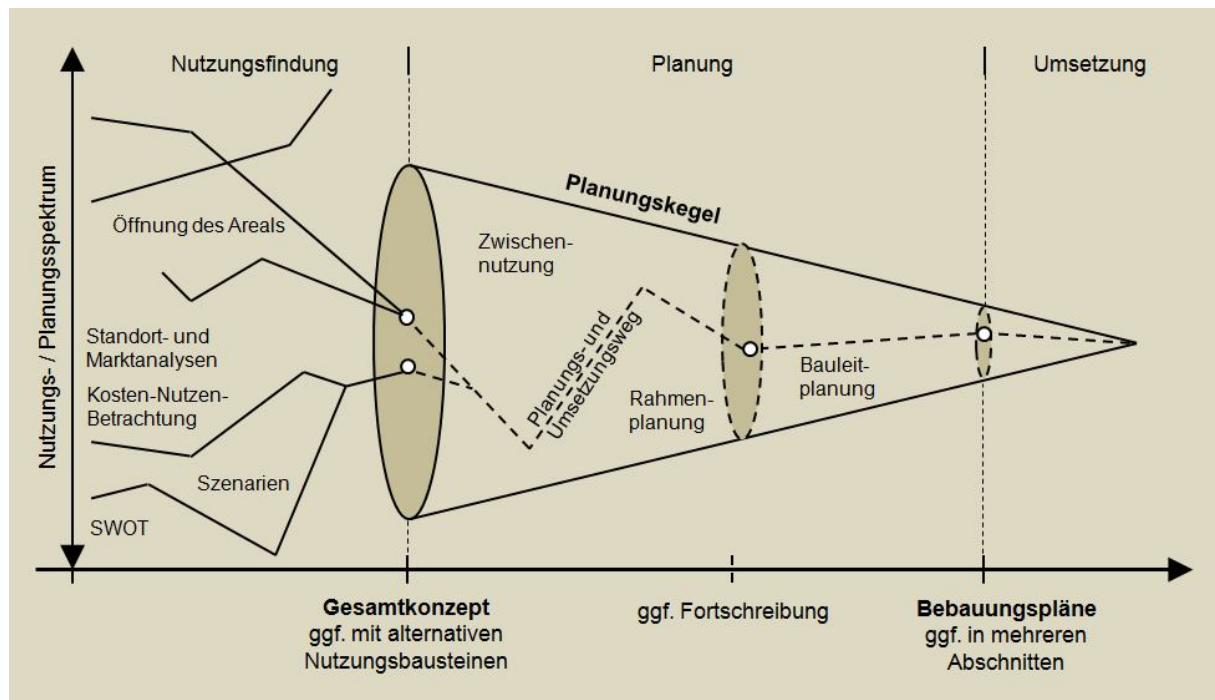 Nutzungsfindung
Planung
Umsetzung
Nutzungs- / Planungsspektrum
Planungskegel
Öffnung des Areals
Zwischen-
nutzung
Standort- und
Marktanalysen
Kosten-Nutzen-
Betrachtung
Planungs- und
Umsetzungsweg
Rahmen-
planung
Bauleit-
planung
Szenarien
SWOT
Gesamtkonzept
ggf. mit alternativen
Nutzungsbausteinen
ggf. Fortschreibung
Bebauungspläne
ggf. in mehreren
Abschnitten